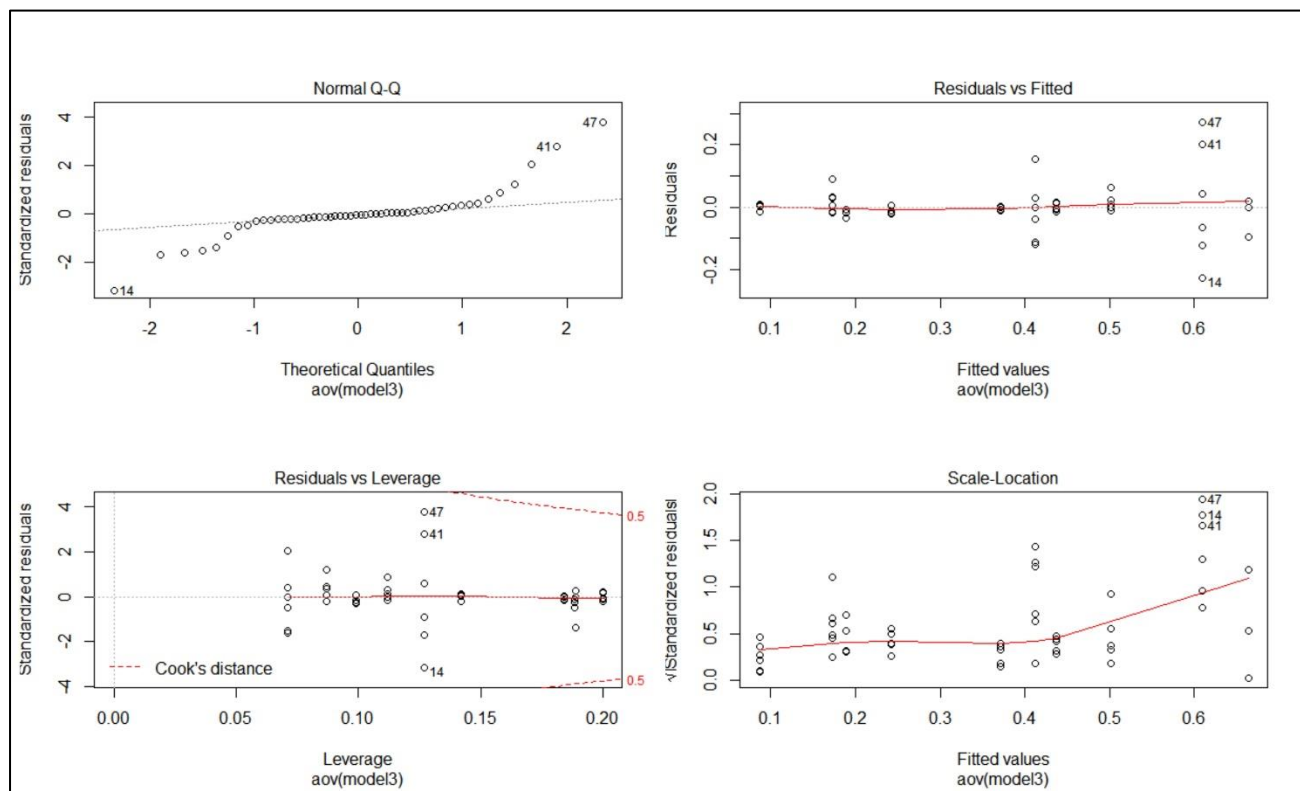 Normal Q-Q
Standardized residuals
4
2
0
-2
47
41
14
-2 -1 0 1 2
Theoretical Quantiles
aov(model3)
Residuals vs Fitted
Residuals
0.2
0.0
-0.2
47
41
14
0.1 0.2 0.3 0.4 0.5 0.6
Fitted values
aov(model3)
Residuals vs Leverage
Standardized residuals
4
2
0
-2
-4
47
41
14
0.5
0.5
Cook's distance
0.00 0.05 0.10 0.15 0.20
Leverage
aov(model3)
Scale-Location
√|Standardized residuals|
2.0
1.5
1.0
0.5
0.0
47
14
41
0.1 0.2 0.3 0.4 0.5 0.6
Fitted values
aov(model3)